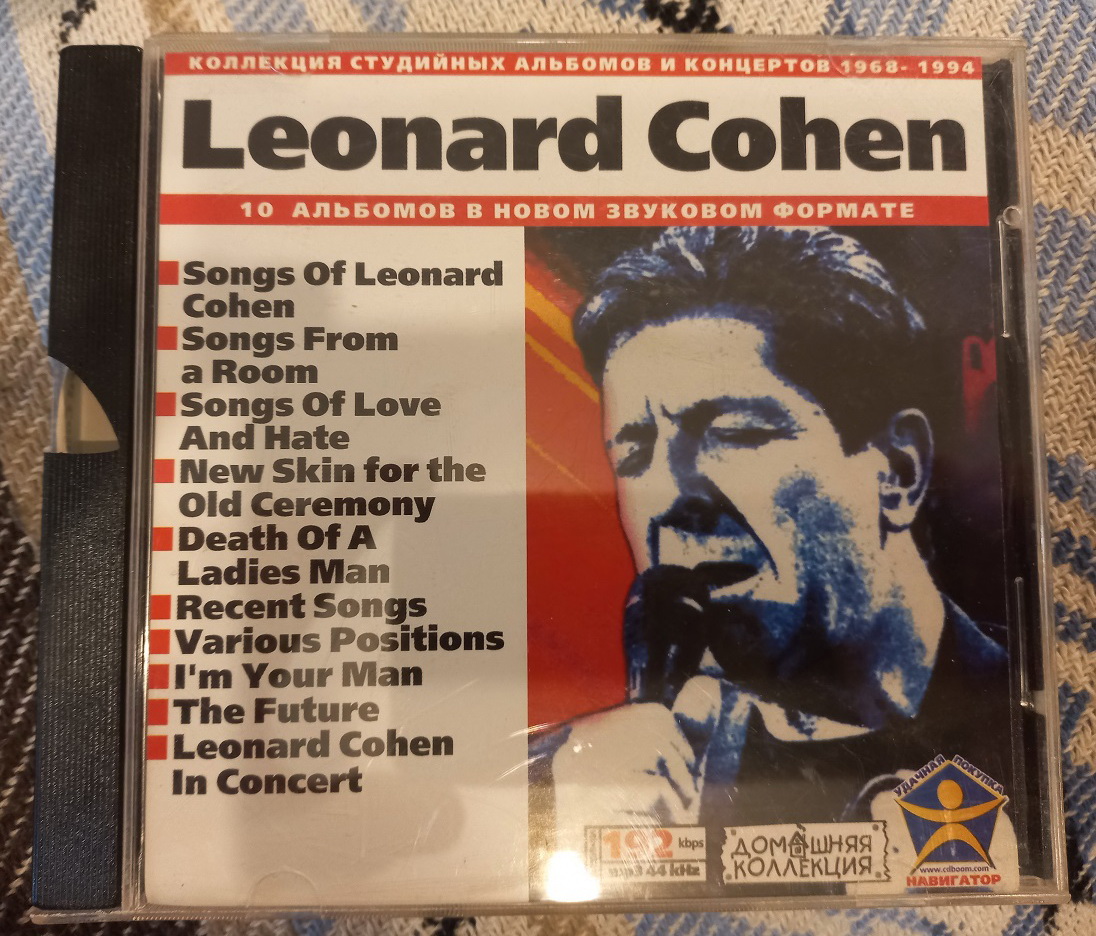 КОЛЛЕКЦИЯ СТУДИЙНЫХ АЛЬБОМОВ И КОНЦЕРТОВ 1968- 1994
Leonard Cohen
10 АЛЬБОМОВ В НОВОМ ЗВУКОВОМ ФОРМАТЕ
Songs Of Leonard
Cohen
Songs From
a Room
Songs Of Love
And Hate
New Skin for the
Old Ceremony
Death Of A
Ladies Man
Recent Songs
Various Positions
I'm Your Man
The Future
Leonard Cohen
In Concert
192 kbps
mp3 44 kHz
ДОМАШНЯЯ
КОЛЛЕКЦИЯ
УДАЧНАЯ ПОКУПКА
www.cdboom.com
НАВИГАТОР